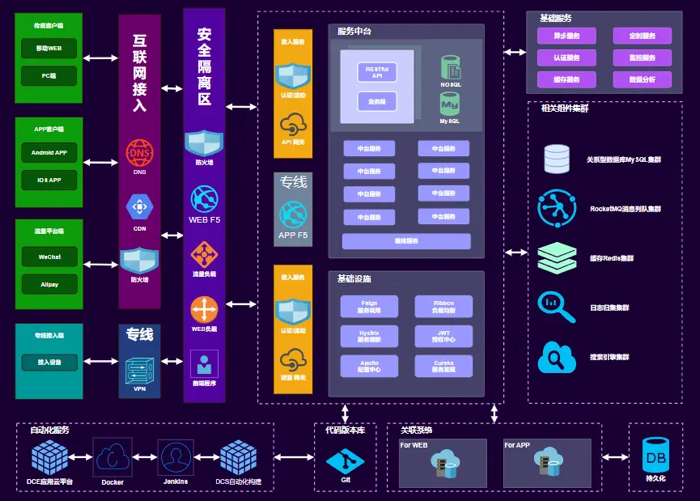 你前客户端
移动WEB
PC端
APP客户端
Android APP
IOS APP
流量平台端
WeChat
Alipay
专线接入端
接入设备
互联网接入
DNS
CDN
防火墙
专线
VPN
安全隔离区
防火墙
WEB F5
流量负载
WEB负载
前端程序
接入服务
认证/监控
API 网关
专线
APP F5
接入服务
认证/监控
网关
服务中台
RESTful
API
业务层
NO SQL
My
My SQL
中台服务
中台服务
中台服务
中台服务
中台服务
中台服务
中台服务
中台服务
基础设施
Feign
服务调用
Ribbon
负载均衡
Hystrix
服务熔断
JWT
授权中心
Apollo
配置中心
Eureka
服务发现
基础服务
异步服务
定时服务
认证服务
监控服务
缓存服务
数据分析
相关组件集群
关系型数据库My SQL集群
RocketMQ消息列队集群
缓存Redis集群
日志归集集群
搜索引擎集群
自动化服务
DCE应用云平台
Docker
Jenkins
DCS自动化构建
代码版本库
Git
关联系统
For WEB
For APP
DB
持久化